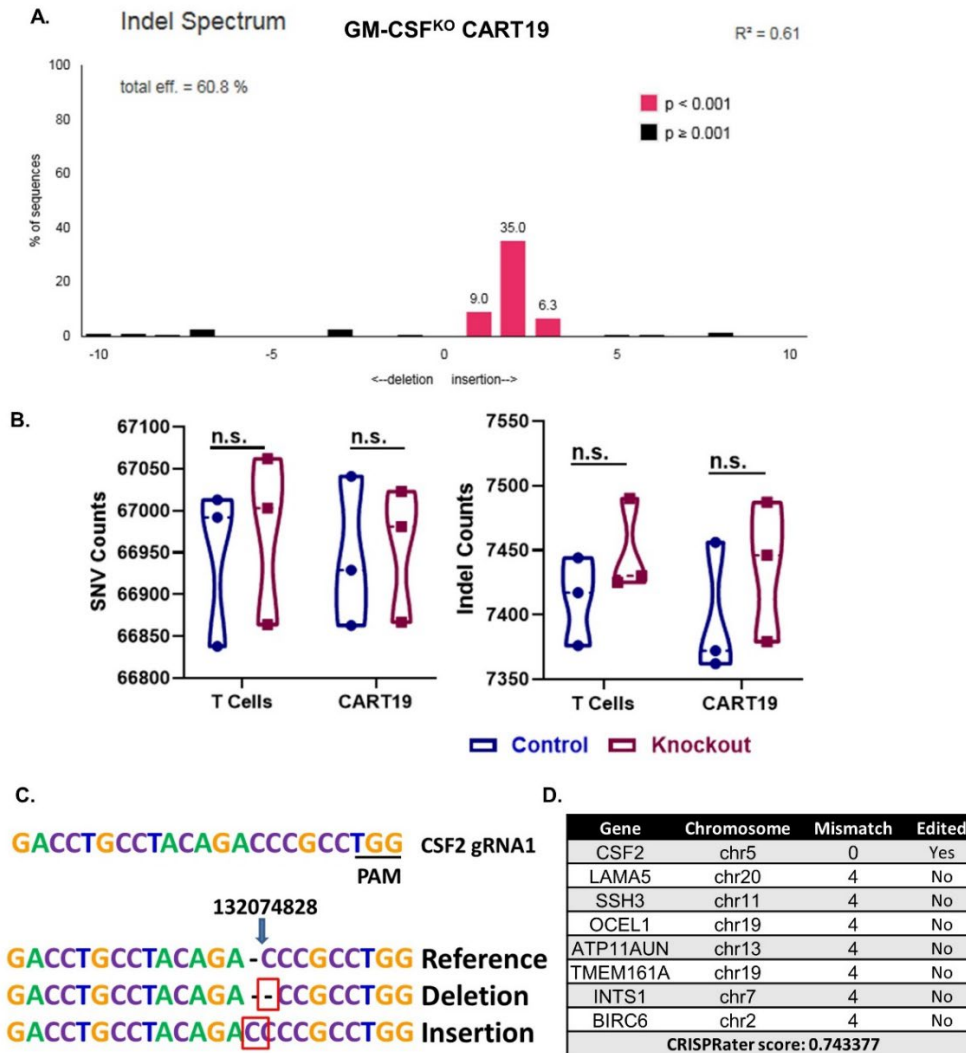 A.
Indel Spectrum
GM-CSFKO CART19
R² = 0.61
total eff. = 60.8 %
p < 0.001
p ≥ 0.001
% of sequences
100
80
60
40
20
0
9.0
35.0
6.3
-10
-5
0
5
10
<--deletion insertion-->
B.
SNV Counts
67100
67050
67000
66950
66900
66850
66800
n.s.
n.s.
T Cells
CART19
Indel Counts
7550
7500
7450
7400
7350
n.s.
n.s.
T Cells
CART19
Control Knockout
C.
GACCTGCCTACAGACCCGCCTGG CSF2 gRNA1
PAM
132074828
GACCTGCCTACAGA-CCCGCCTGG Reference
GACCTGCCTACAGA--CCGCCTGG Deletion
GACCTGCCTACAGACCCCGCCTGG Insertion
D.
Gene Chromosome Mismatch Edited
CSF2 chr5 0 Yes
LAMA5 chr20 4 No
SSH3 chr11 4 No
OCEL1 chr19 4 No
ATP11AUN chr13 4 No
TMEM161A chr19 4 No
INTS1 chr7 4 No
BIRC6 chr2 4 No
CRISPRater score: 0.743377